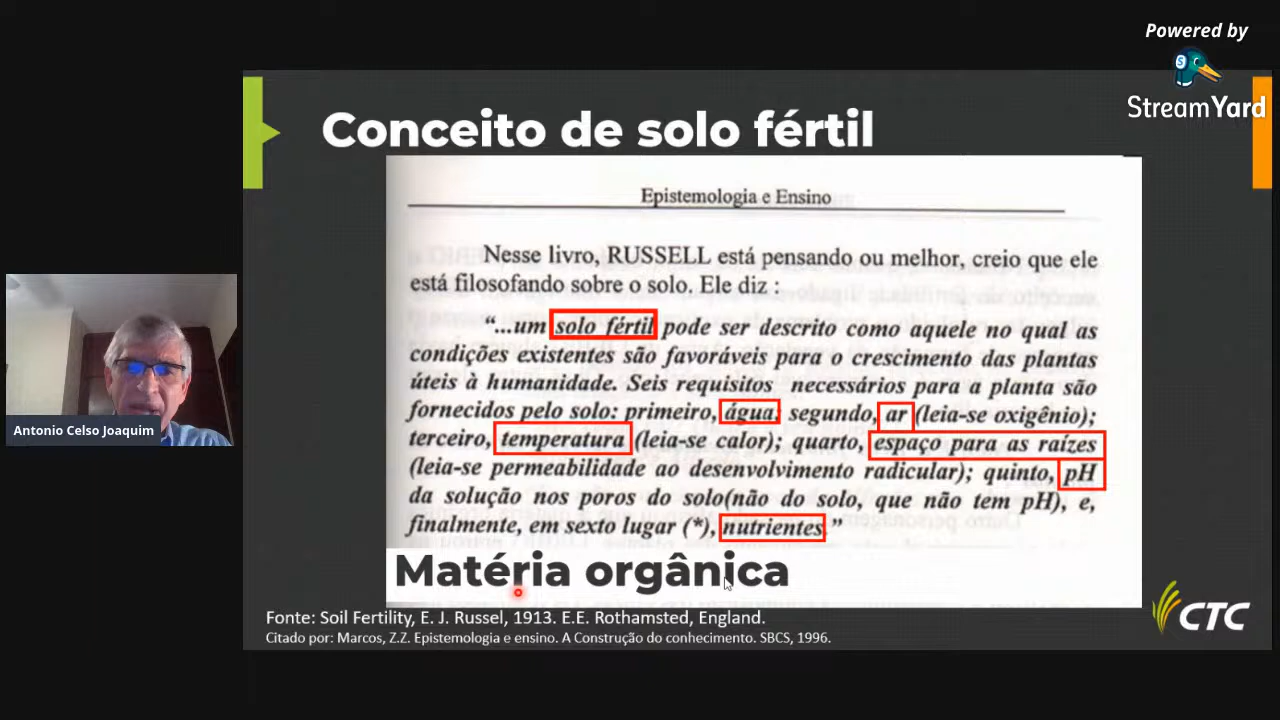 Powered by
StreamYard
Conceito de solo fértil
Epistemologia e Ensino
Nesse livro, RUSSELL está pensando ou melhor, creio que ele
está filosofando sobre o solo. Ele diz :
“...um solo fértil pode ser descrito como aquele no qual as
condições existentes são favoráveis para o crescimento das plantas
úteis à humanidade. Seis requisitos necessários para a planta são
fornecidos pelo solo: primeiro, água; segundo, ar (leia-se oxigênio);
terceiro, temperatura (leia-se calor); quarto, espaço para as raízes
(leia-se permeabilidade ao desenvolvimento radicular); quinto, pH
da solução nos poros do solo(não do solo, que não tem pH), e,
finalmente, em sexto lugar (*), nutrientes.”
Matéria orgânica
Antonio Celso Joaquim
Fonte: Soil Fertility, E. J. Russel, 1913. E.E. Rothamsted, England.
Citado por: Marcos, Z.Z. Epistemologia e ensino. A Construção do conhecimento. SBCS, 1996.
CTC